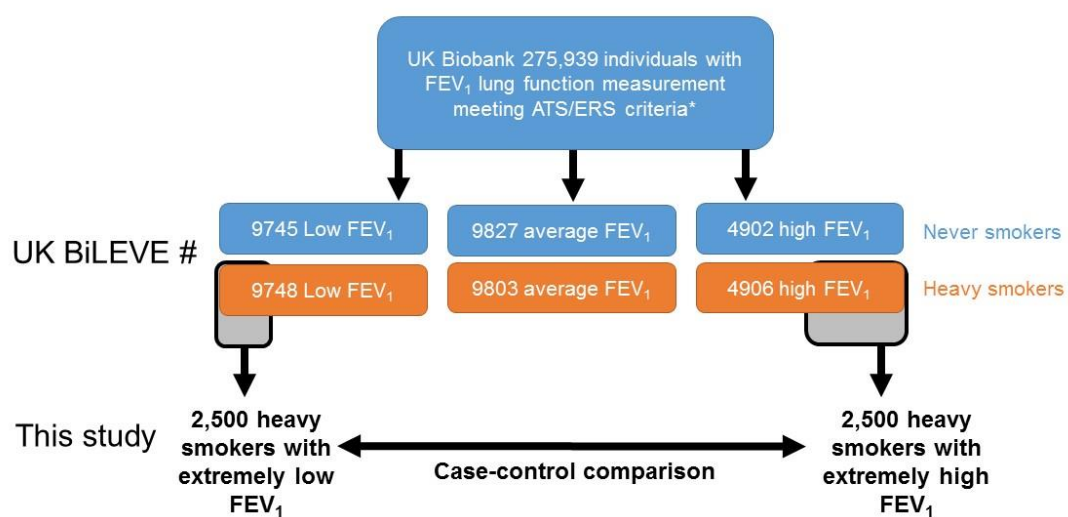 UK Biobank 275,939 individuals with
FEV₁ lung function measurement
meeting ATS/ERS criteria*
UK BiLEVE #
9745 Low FEV₁
9827 average FEV₁
4902 high FEV₁
Never smokers
9748 Low FEV₁
9803 average FEV₁
4906 high FEV₁
Heavy smokers
This study
2,500 heavy
smokers with
extremely low
FEV₁
Case-control comparison
2,500 heavy
smokers with
extremely high
FEV₁